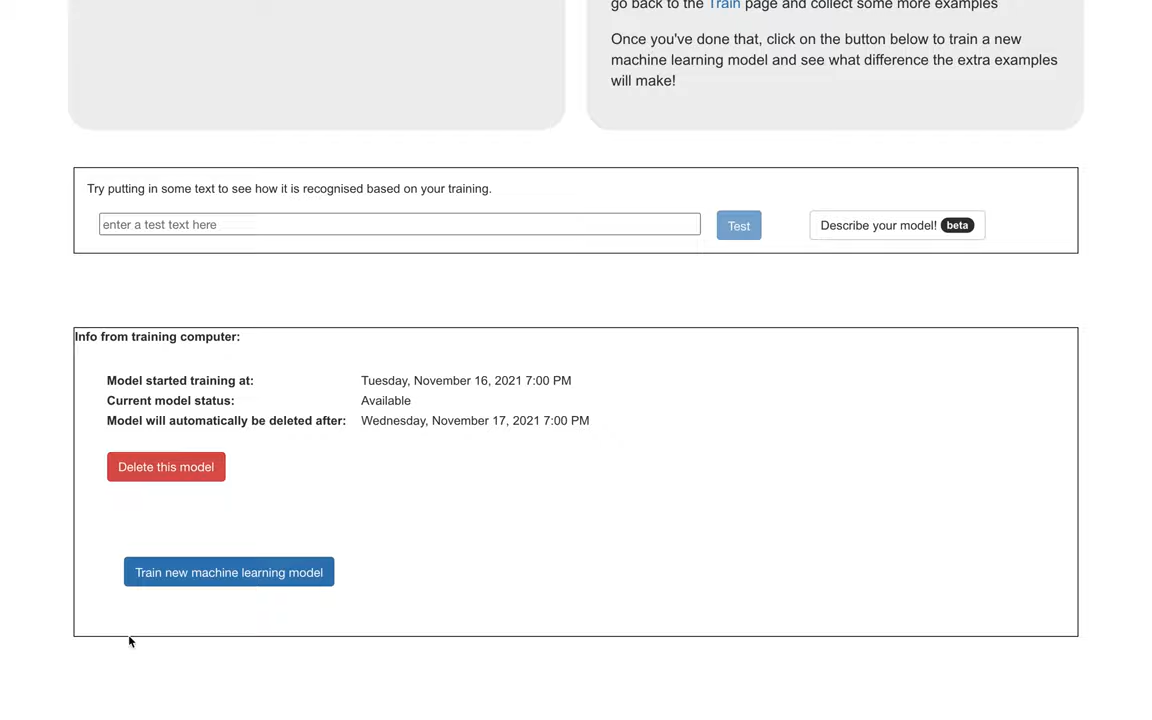 go back to the Train page and collect some more examples
Once you've done that, click on the button below to train a new
machine learning model and see what difference the extra examples
will make!
Try putting in some text to see how it is recognised based on your training.
enter a test text here
Test
Describe your model! beta
Info from training computer:
Model started training at: Tuesday, November 16, 2021 7:00 PM
Current model status: Available
Model will automatically be deleted after: Wednesday, November 17, 2021 7:00 PM
Delete this model
Train new machine learning model